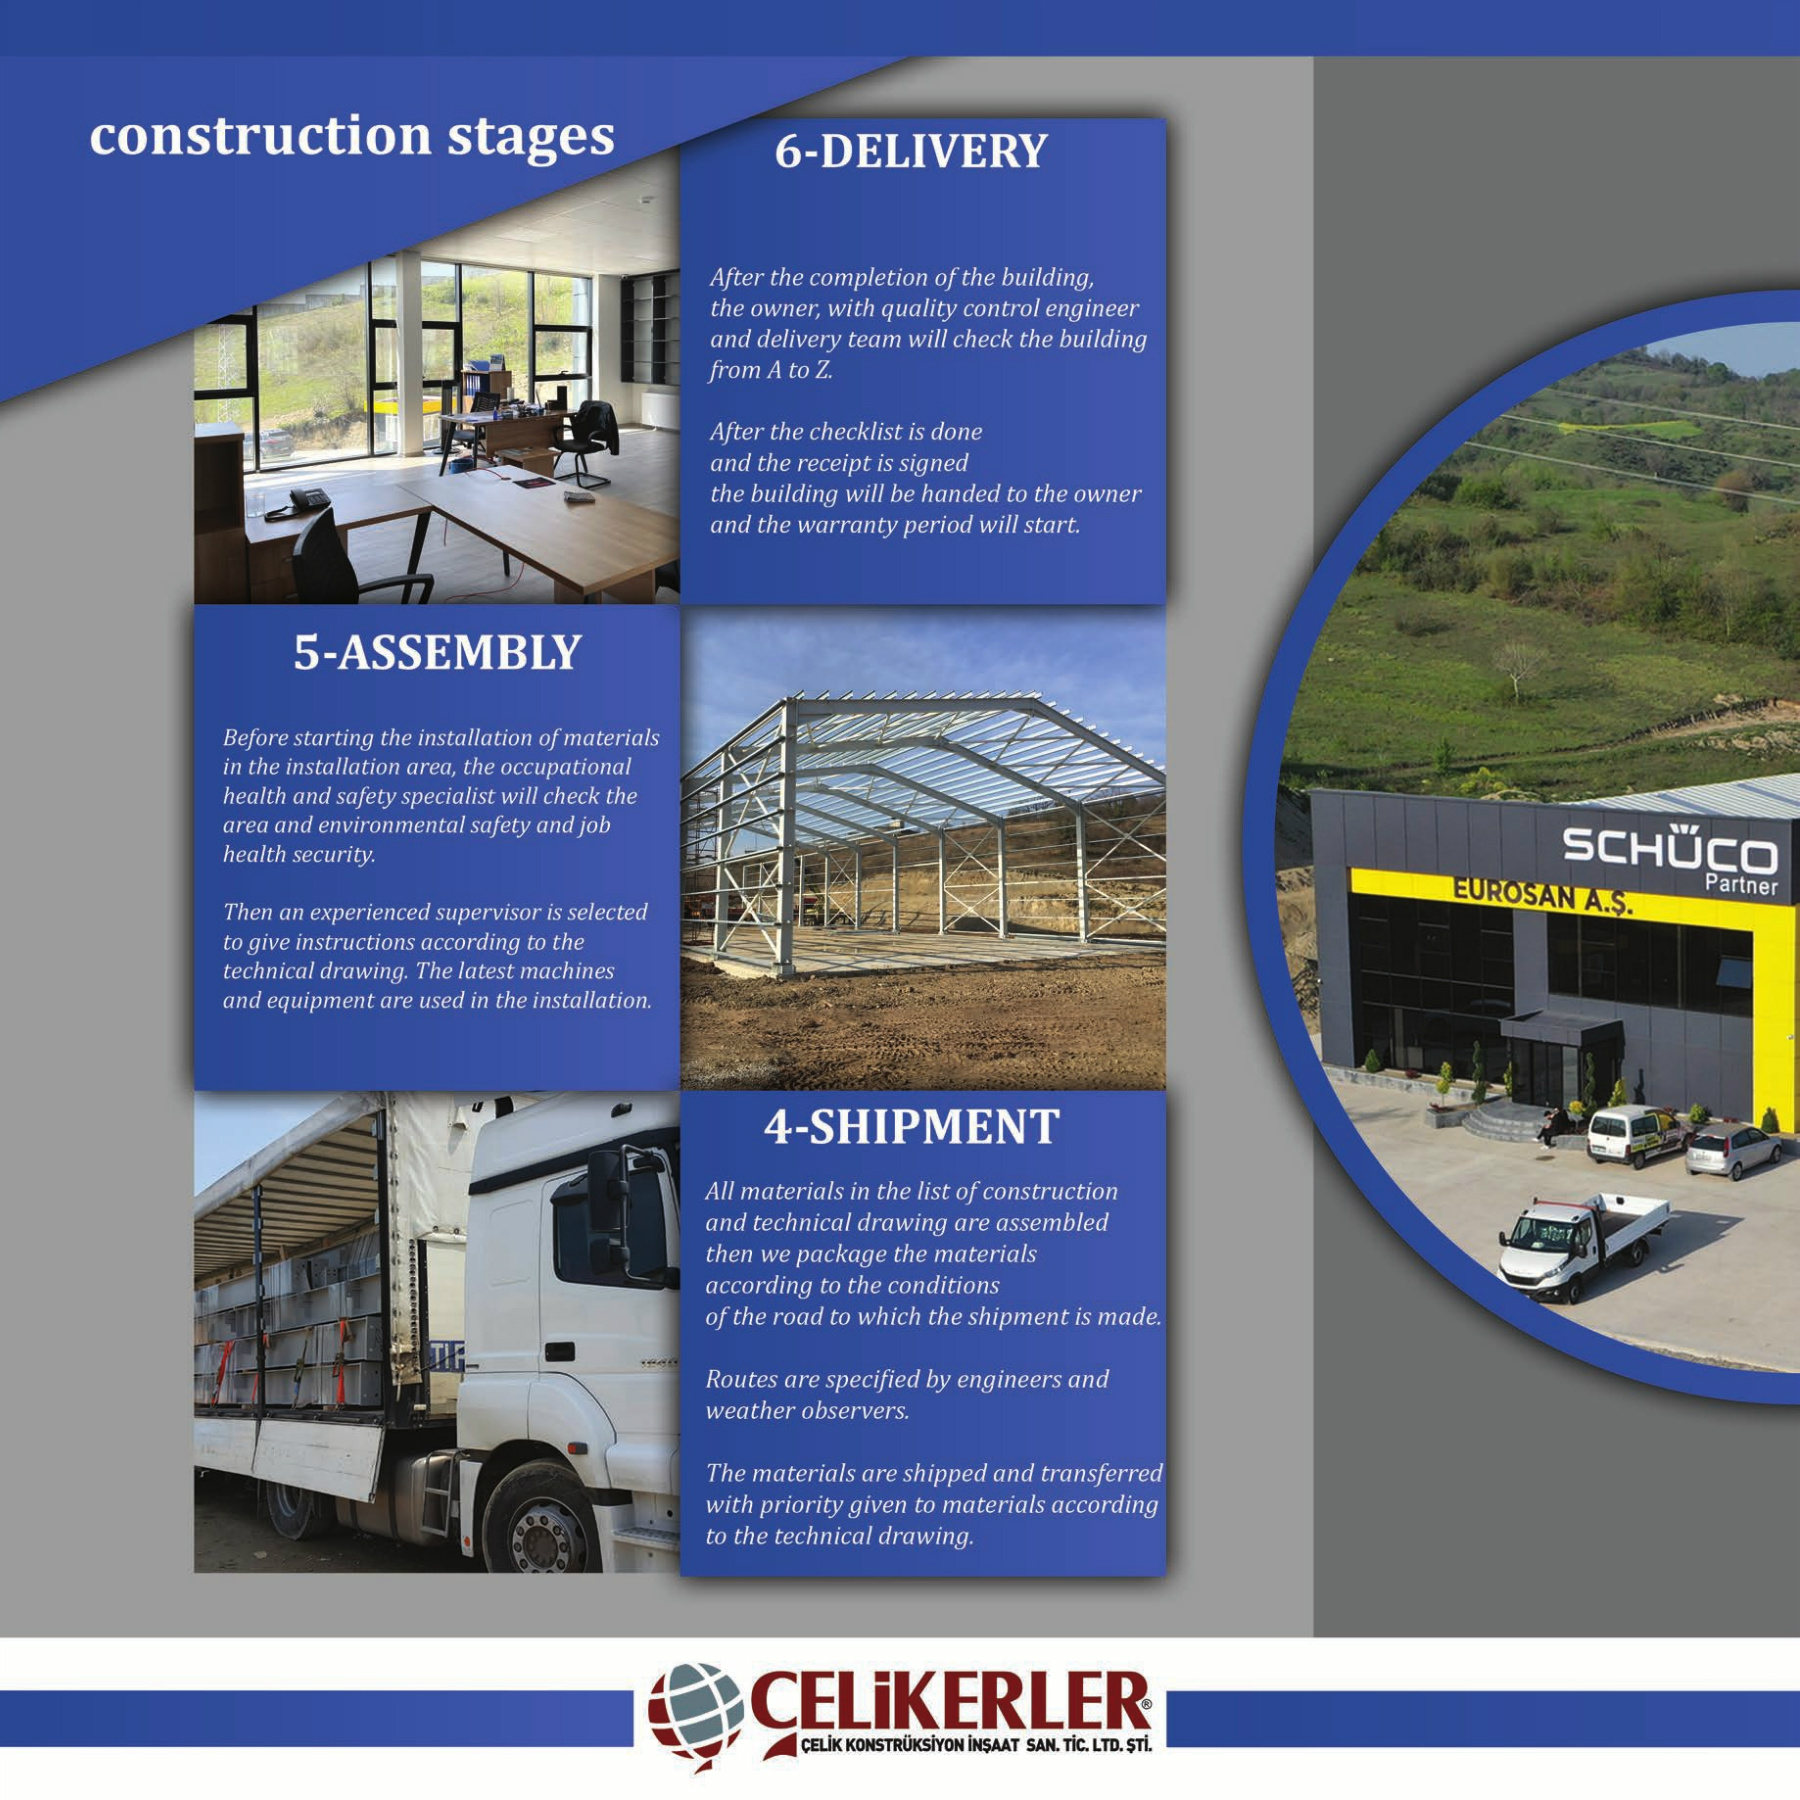 construction stages
6-DELIVERY
After the completion of the building,
the owner, with quality control engineer
and delivery team will check the building
from A to Z.
After the checklist is done
and the receipt is signed
the building will be handed to the owner
and the warranty period will start.
5-ASSEMBLY
Before starting the installation of materials
in the installation area, the occupational
health and safety specialist will check the
area and environmental safety and job
health security.
Then an experienced supervisor is selected
to give instructions according to the
technical drawing. The latest machines
and equipment are used in the installation.
4-SHIPMENT
All materials in the list of construction
and technical drawing are assembled
then we package the materials
according to the conditions
of the road to which the shipment is made.
Routes are specified by engineers and
weather observers.
The materials are shipped and transferred
with priority given to materials according
to the technical drawing.
SCHÜCO
Partner
EUROSAN A.Ş.
ÇELiKERLER®
ÇELİK KONSTRÜKSİYON İNŞAAT SAN. TİC. LTD. ŞTİ.